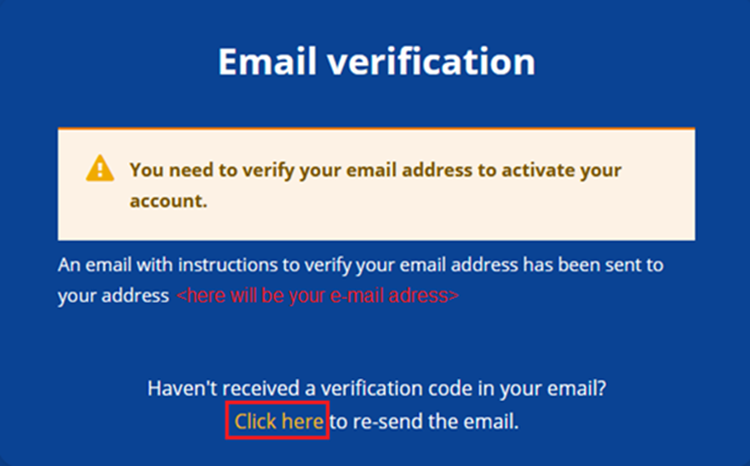 Email verification
You need to verify your email address to activate your
account.
An email with instructions to verify your email address has been sent to
your address <here will be your e-mail adress>
Haven't received a verification code in your email?
Click here to re-send the email.